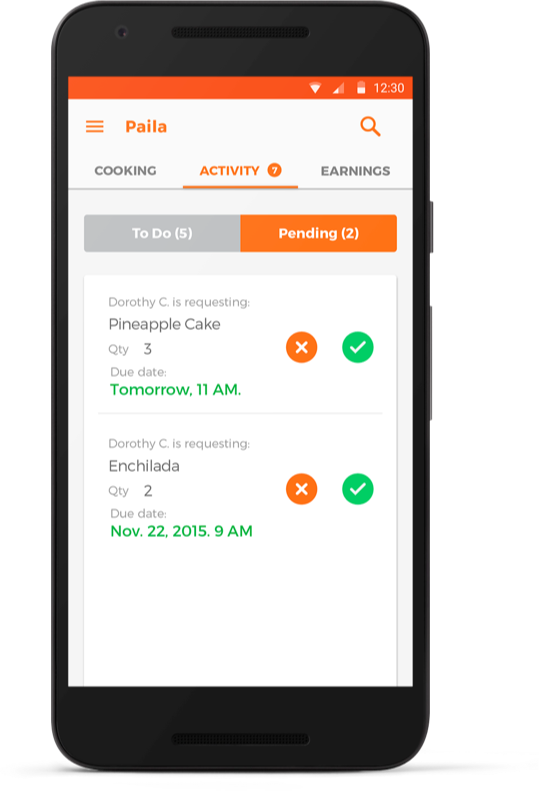 12:30
Paila
COOKING ACTIVITY 7 EARNINGS
To Do (5) Pending (2)
Dorothy C. is requesting:
Pineapple Cake
Qty 3
Due date:
Tomorrow, 11 AM.
Dorothy C. is requesting:
Enchilada
Qty 2
Due date:
Nov. 22, 2015. 9 AM